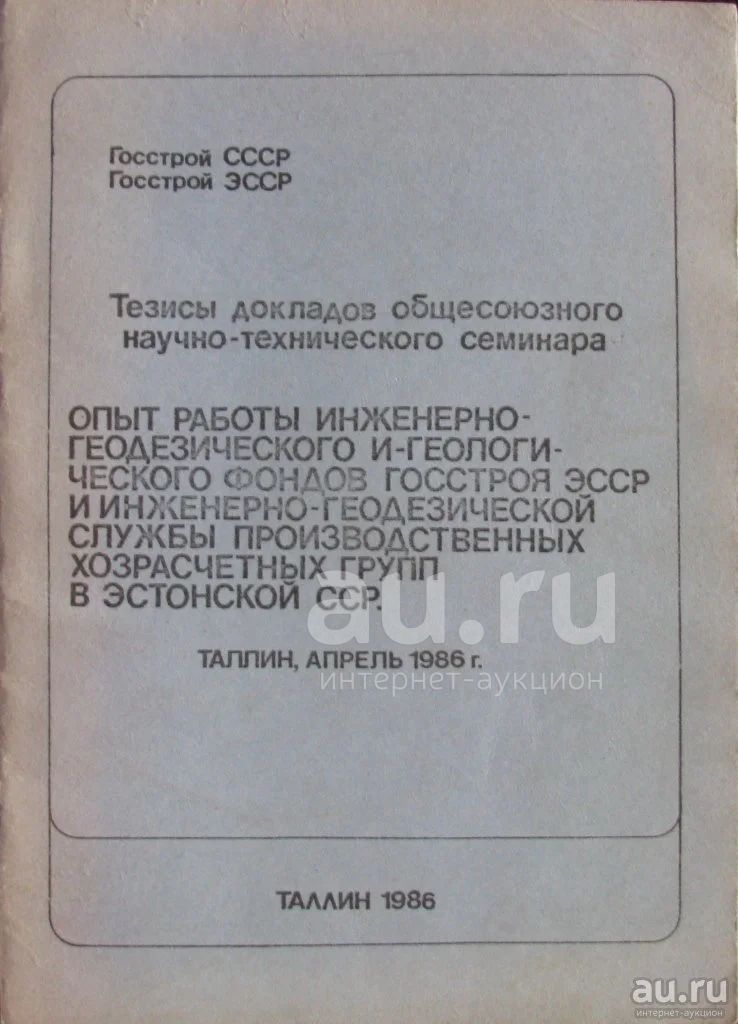 Госстрой СССР
Госстрой ЭССР
Тезисы докладов общесоюзного
научно-технического семинара
ОПЫТ РАБОТЫ ИНЖЕНЕРНО-
ГЕОДЕЗИЧЕСКОГО И-ГЕОЛОГИ-
ЧЕСКОГО ФОНДОВ ГОССТРОЯ ЭССР
И ИНЖЕНЕРНО-ГЕОДЕЗИЧЕСКОЙ
СЛУЖБЫ ПРОИЗВОДСТВЕННЫХ
ХОЗРАСЧЕТНЫХ ГРУПП
В ЭСТОНСКОЙ ССР.
au.ru
ТАЛЛИН, АПРЕЛЬ 1986 г.
интернет-аукцион
ТАЛЛИН 1986
au.ru
интернет-аукцион